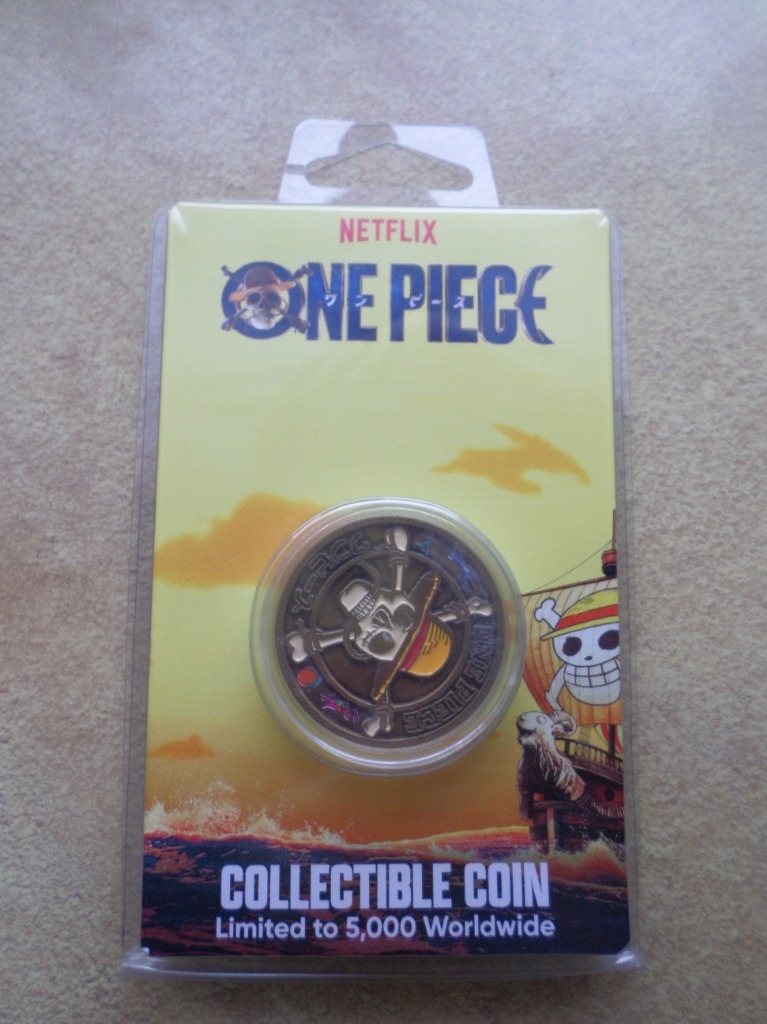 NETFLIX
ONE PIECE
ワンピース
ONE PIECE
COLLECTIBLE COIN
Limited to 5,000 Worldwide